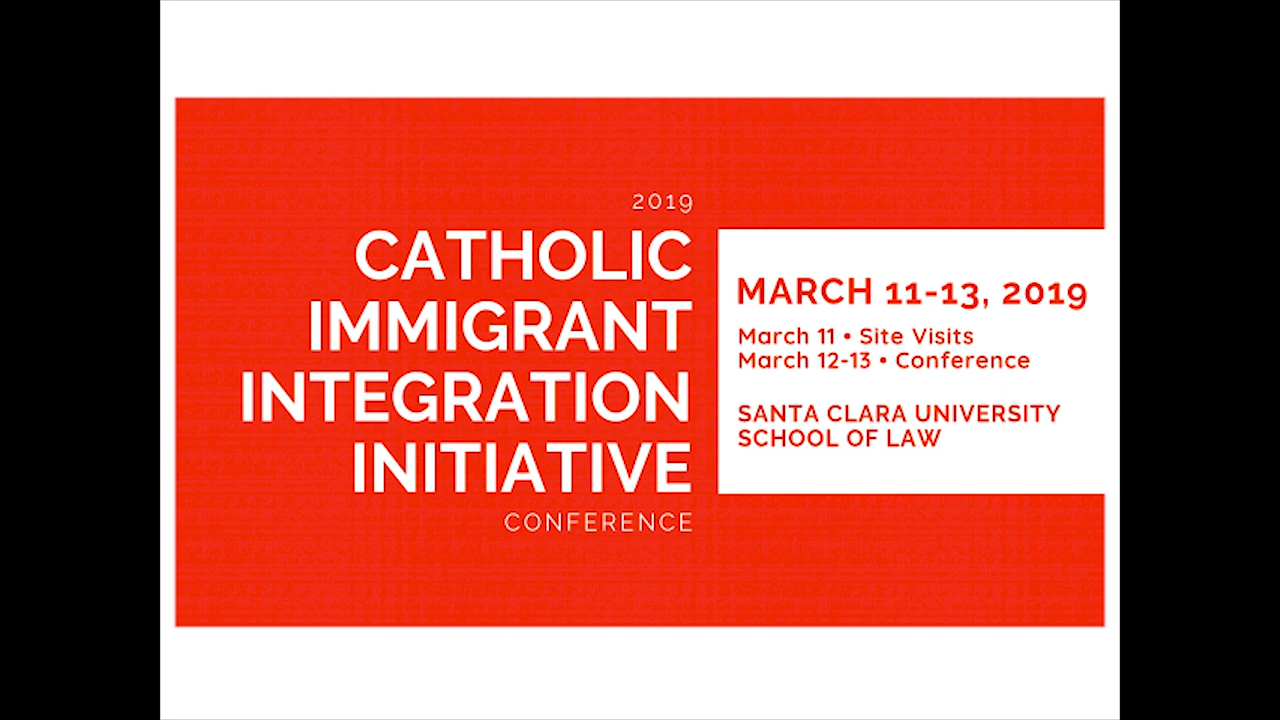 2019
CATHOLIC
IMMIGRANT
INTEGRATION
INITIATIVE
CONFERENCE
MARCH 11-13, 2019
March 11 • Site Visits
March 12-13 • Conference
SANTA CLARA UNIVERSITY
SCHOOL OF LAW